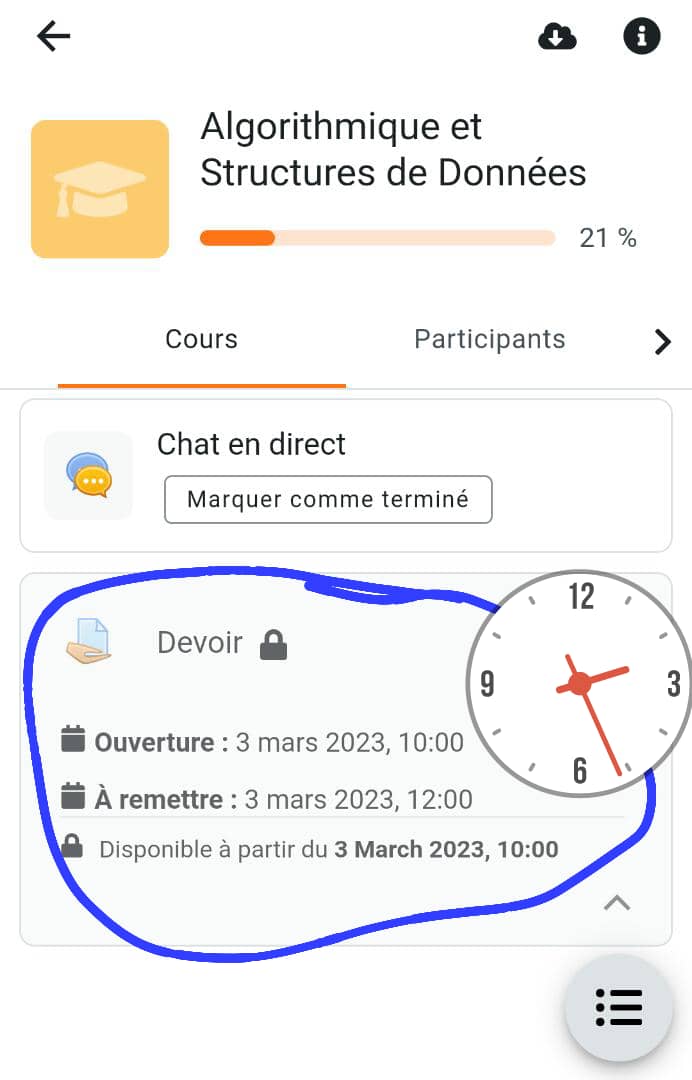 Algorithmique et
Structures de Données
21 %
Cours
Participants
Chat en direct
Marquer comme terminé
Devoir
Ouverture : 3 mars 2023, 10:00
À remettre : 3 mars 2023, 12:00
Disponible à partir du 3 March 2023, 10:00
12
9
3
6